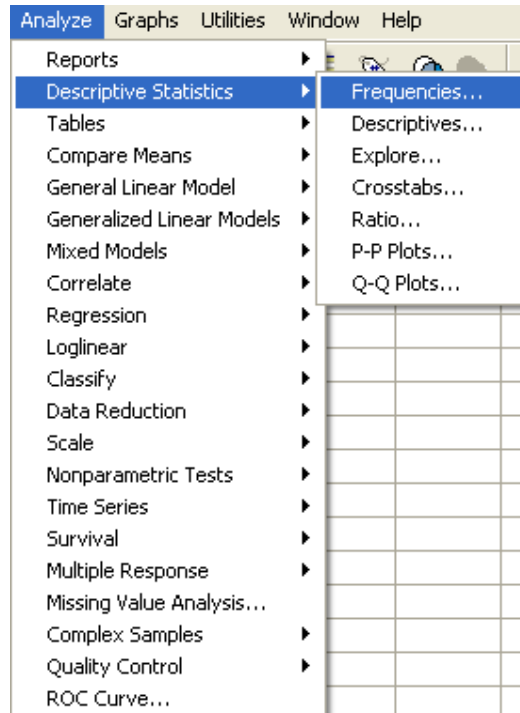 Analyze Graphs Utilities Window Help
Reports
Descriptive Statistics
Tables
Compare Means
General Linear Model
Generalized Linear Models
Mixed Models
Correlate
Regression
Loglinear
Classify
Data Reduction
Scale
Nonparametric Tests
Time Series
Survival
Multiple Response
Missing Value Analysis...
Complex Samples
Quality Control
ROC Curve...
Frequencies...
Descriptives...
Explore...
Crosstabs...
Ratio...
P-P Plots...
Q-Q Plots...